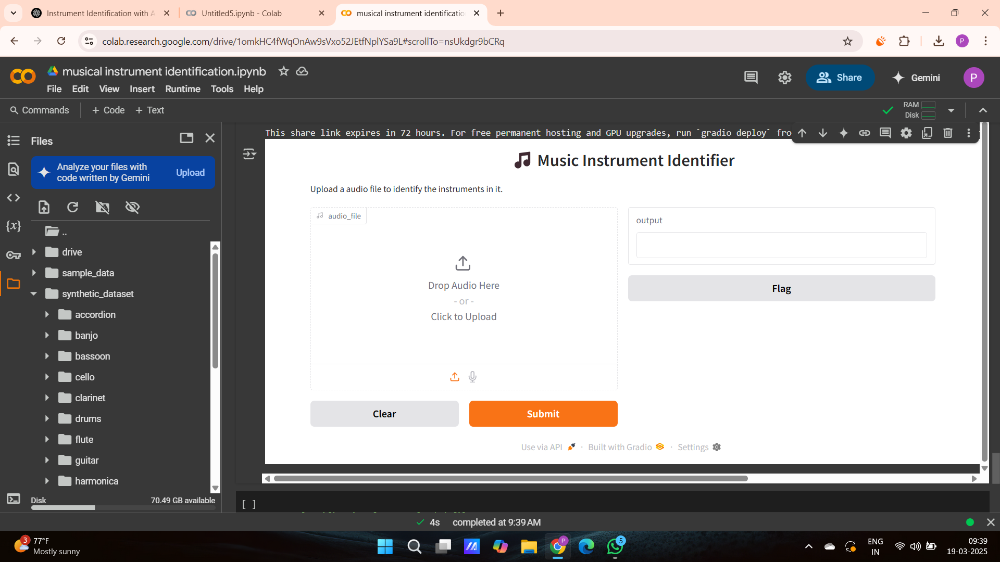 Instrument Identification with A
Untitled5.ipynb - Colab
musical instrument identificatio
colab.research.google.com/drive/1omkHC4fWqOnAw9sVxo52JEtfNplYSa9L#scrollTo=nsUkdgr9bCRq
P
musical instrument identification.ipynb
File Edit View Insert Runtime Tools Help
Share
Gemini
P
Commands
+ Code + Text
RAM
Disk
Files
Analyze your files with
code written by Gemini
Upload
{x}
..
drive
sample_data
synthetic_dataset
accordion
banjo
bassoon
cello
clarinet
drums
flute
guitar
harmonica
Disk
70.49 GB available
This share link expires in 72 hours. For free permanent hosting and GPU upgrades, run `gradio deploy` fro
Music Instrument Identifier
Upload a audio file to identify the instruments in it.
audio_file
Drop Audio Here
- or -
Click to Upload
Clear
Submit
output
Flag
Use via API · Built with Gradio · Settings
[ ]
4s completed at 9:39 AM
3
77°F
Mostly sunny
P
5
ENG
IN
09:39
19-03-2025